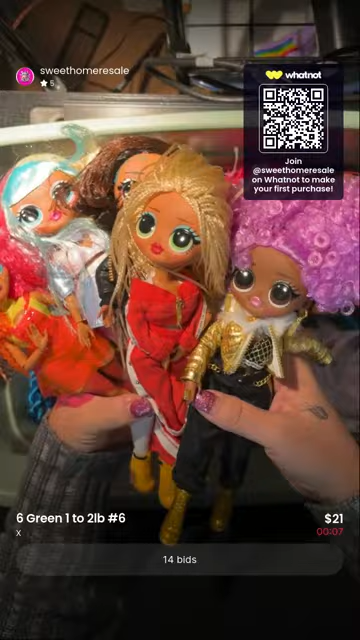 sweethomeresale
★ 5
whatnot
Join
@sweethomeresale
on Whatnot to make
your first purchase!
6 Green 1 to 2lb #6
$21
X
00:07
14 bids